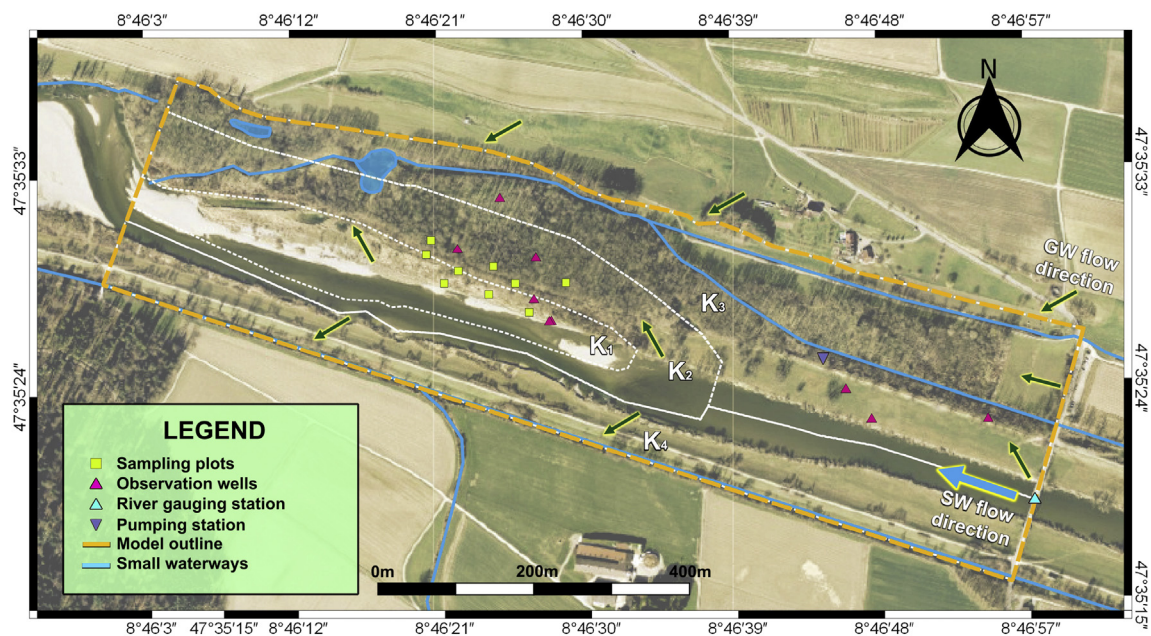 8°46′3″ 8°46′12″ 8°46′21″ 8°46′30″ 8°46′39″ 8°46′48″ 8°46′57″
N
47°35′33″
47°35′33″
GW flow
direction
K3
K1
K2
47°35′24″
47°35′24″
K4
LEGEND
Sampling plots
Observation wells
River gauging station
Pumping station
Model outline
Small waterways
SW flow
direction
0m 200m 400m
47°35′15″
8°46′3″ 47°35′15″ 8°46′12″ 8°46′21″ 8°46′30″ 8°46′39″ 8°46′48″ 8°46′57″